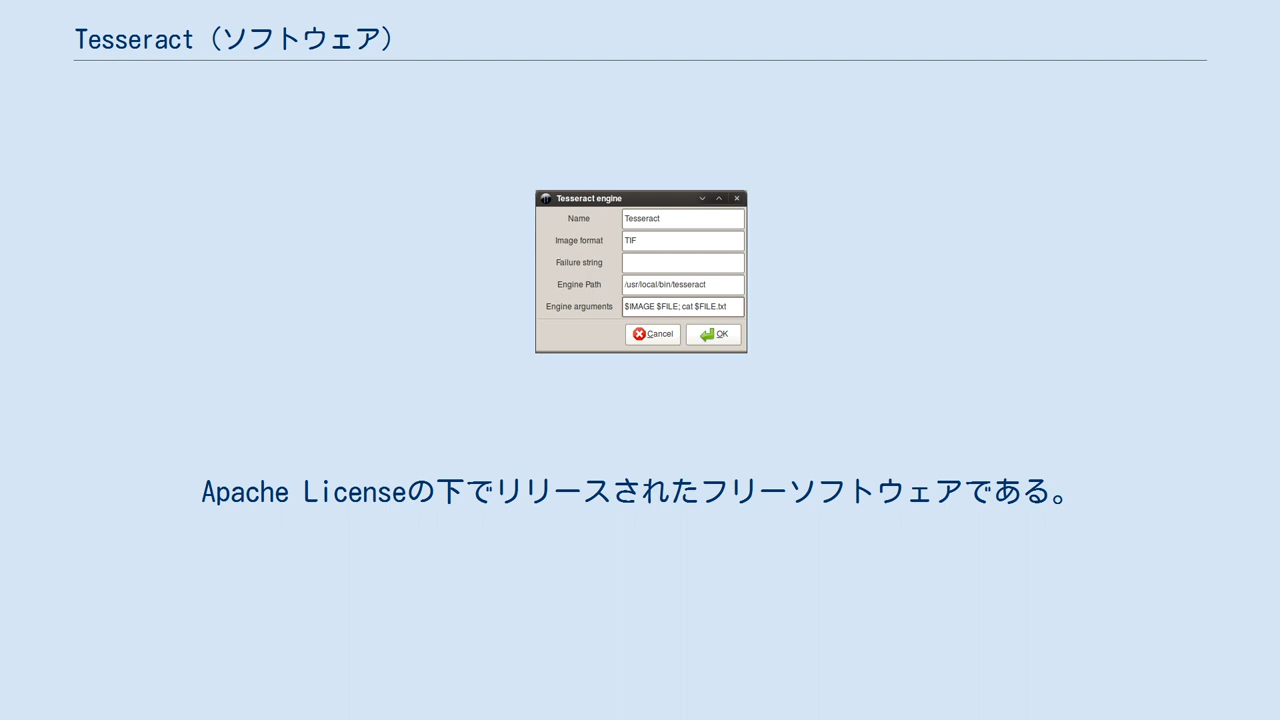 Tesseract（ソフトウェア）
Tesseract engine
Name Tesseract
Image format TIF
Failure string
Engine Path /usr/local/bin/tesseract
Engine arguments $IMAGE $FILE; cat $FILE.txt
Cancel OK
Apache Licenseの下でリリースされたフリーソフトウェアである。